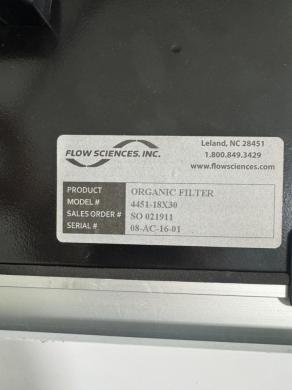 FLOW SCIENCES, INC.
Leland, NC 28451
1.800.849.3429
www.flowsciences.com
PRODUCT ORGANIC FILTER
MODEL # 4451-18X30
SALES ORDER # SO 021911
SERIAL # 08-AC-16-01